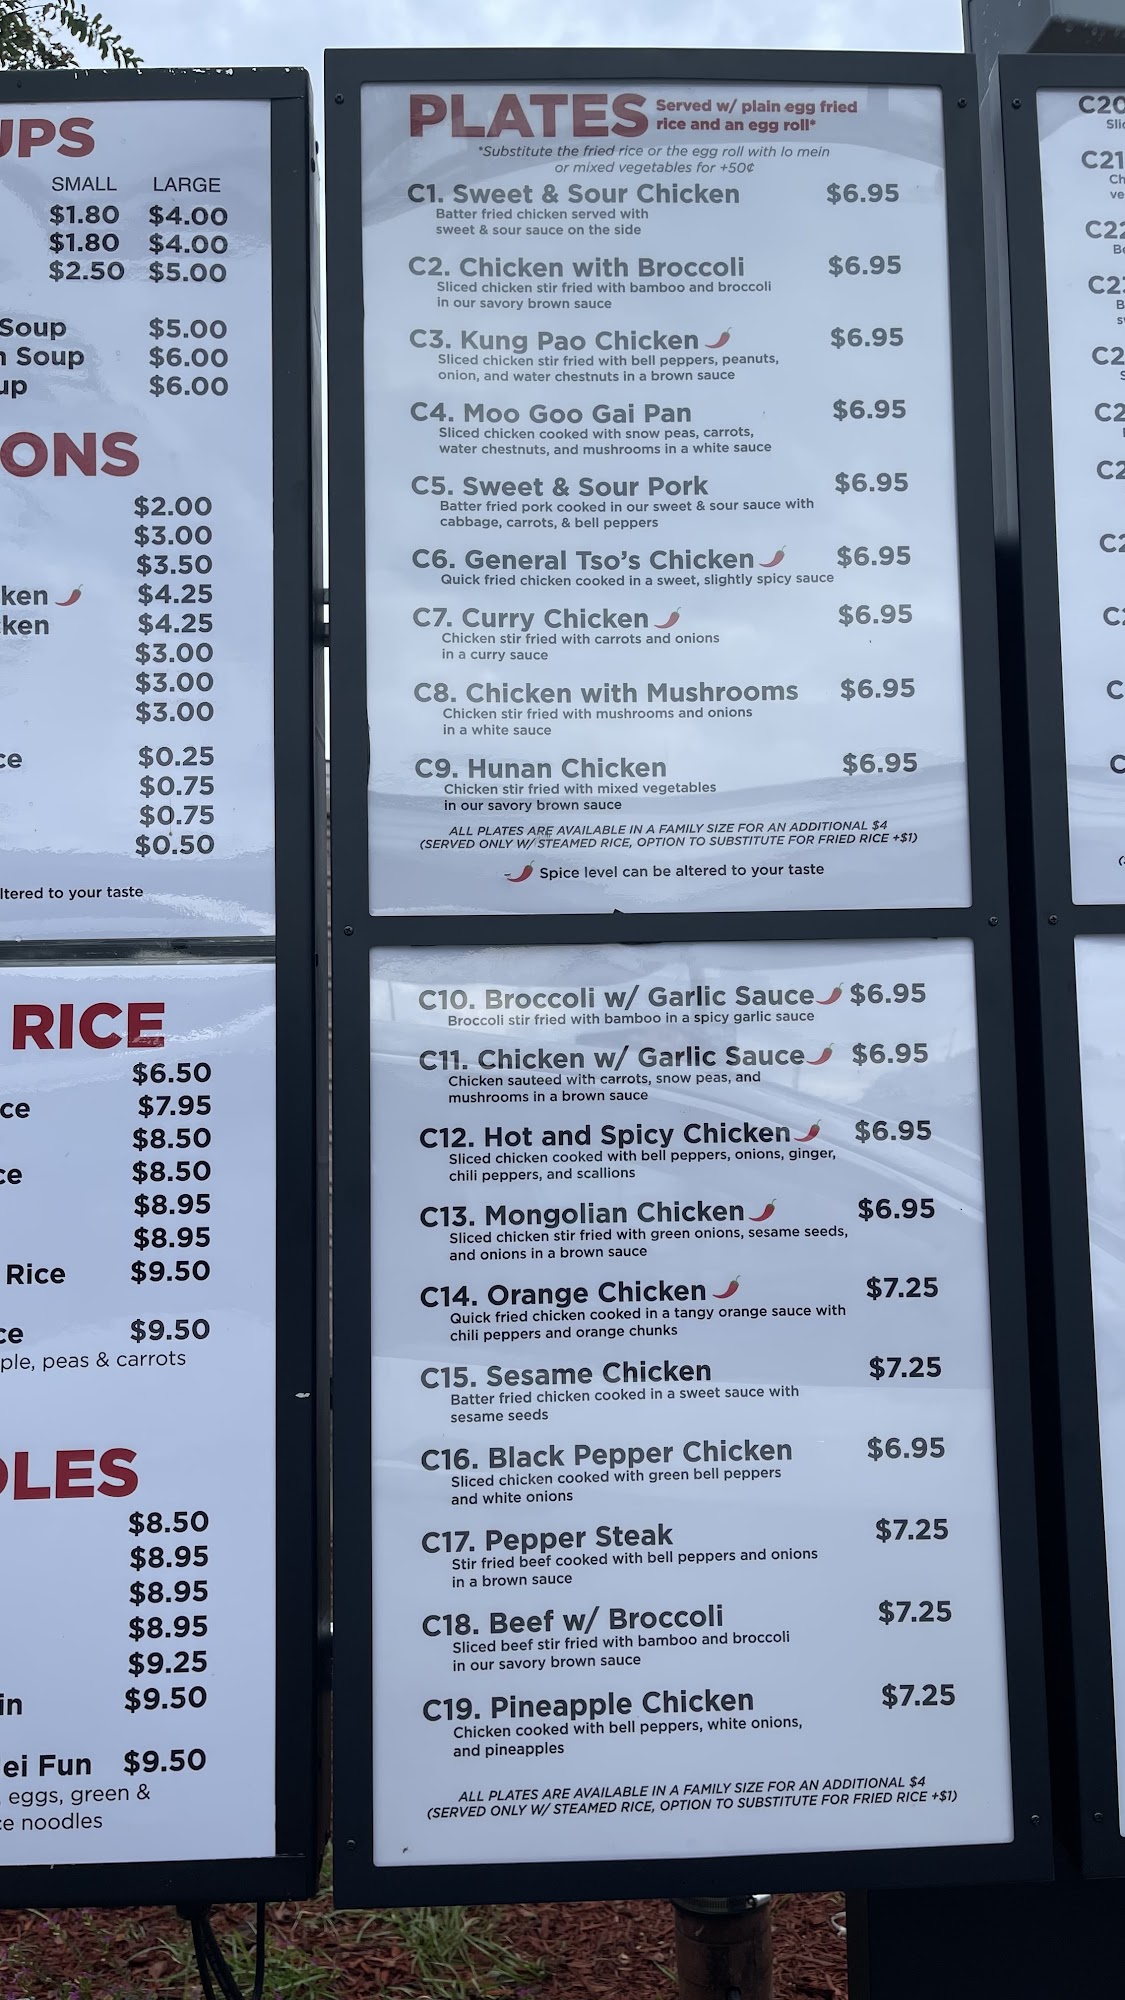 UPS
SMALL LARGE
$1.80 $4.00
$1.80 $4.00
$2.50 $5.00
Soup $5.00
Soup $6.00
up $6.00
ONS
$2.00
$3.00
$3.50
ken $4.25
ken $4.25
$3.00
$3.00
$3.00
ce $0.25
$0.75
$0.75
$0.50
ltered to your taste
RICE
$6.50
ce $7.95
$8.50
ce $8.50
$8.95
$8.95
Rice $9.50
ce $9.50
ple, peas & carrots
LES
$8.50
$8.95
$8.95
$8.95
$9.25
in $9.50
ei Fun $9.50
, eggs, green &
ce noodles
PLATES Served w/ plain egg fried
rice and an egg roll*
*Substitute the fried rice or the egg roll with lo mein
or mixed vegetables for +50¢
C1. Sweet & Sour Chicken $6.95
Batter fried chicken served with
sweet & sour sauce on the side
C2. Chicken with Broccoli $6.95
Sliced chicken stir fried with bamboo and broccoli
in our savory brown sauce
C3. Kung Pao Chicken $6.95
Sliced chicken stir fried with bell peppers, peanuts,
onion, and water chestnuts in a brown sauce
C4. Moo Goo Gai Pan $6.95
Sliced chicken cooked with snow peas, carrots,
water chestnuts, and mushrooms in a white sauce
C5. Sweet & Sour Pork $6.95
Batter fried pork cooked in our sweet & sour sauce with
cabbage, carrots, & bell peppers
C6. General Tso's Chicken $6.95
Quick fried chicken cooked in a sweet, slightly spicy sauce
C7. Curry Chicken $6.95
Chicken stir fried with carrots and onions
in a curry sauce
C8. Chicken with Mushrooms $6.95
Chicken stir fried with mushrooms and onions
in a white sauce
C9. Hunan Chicken $6.95
Chicken stir fried with mixed vegetables
in our savory brown sauce
ALL PLATES ARE AVAILABLE IN A FAMILY SIZE FOR AN ADDITIONAL $4
(SERVED ONLY W/ STEAMED RICE, OPTION TO SUBSTITUTE FOR FRIED RICE +$1)
Spice level can be altered to your taste
C10. Broccoli w/ Garlic Sauce $6.95
Broccoli stir fried with bamboo in a spicy garlic sauce
C11. Chicken w/ Garlic Sauce $6.95
Chicken sauteed with carrots, snow peas, and
mushrooms in a brown sauce
C12. Hot and Spicy Chicken $6.95
Sliced chicken cooked with bell peppers, onions, ginger,
chili peppers, and scallions
C13. Mongolian Chicken $6.95
Sliced chicken stir fried with green onions, sesame seeds,
and onions in a brown sauce
C14. Orange Chicken $7.25
Quick fried chicken cooked in a tangy orange sauce with
chili peppers and orange chunks
C15. Sesame Chicken $7.25
Batter fried chicken cooked in a sweet sauce with
sesame seeds
C16. Black Pepper Chicken $6.95
Sliced chicken cooked with green bell peppers
and white onions
C17. Pepper Steak $7.25
Stir fried beef cooked with bell peppers and onions
in a brown sauce
C18. Beef w/ Broccoli $7.25
Sliced beef stir fried with bamboo and broccoli
in our savory brown sauce
C19. Pineapple Chicken $7.25
Chicken cooked with bell peppers, white onions,
and pineapples
ALL PLATES ARE AVAILABLE IN A FAMILY SIZE FOR AN ADDITIONAL $4
(SERVED ONLY W/ STEAMED RICE, OPTION TO SUBSTITUTE FOR FRIED RICE +$1)
C20
Slic
C21
Ch
ve
C22
C2
C2
C2
C2
C2